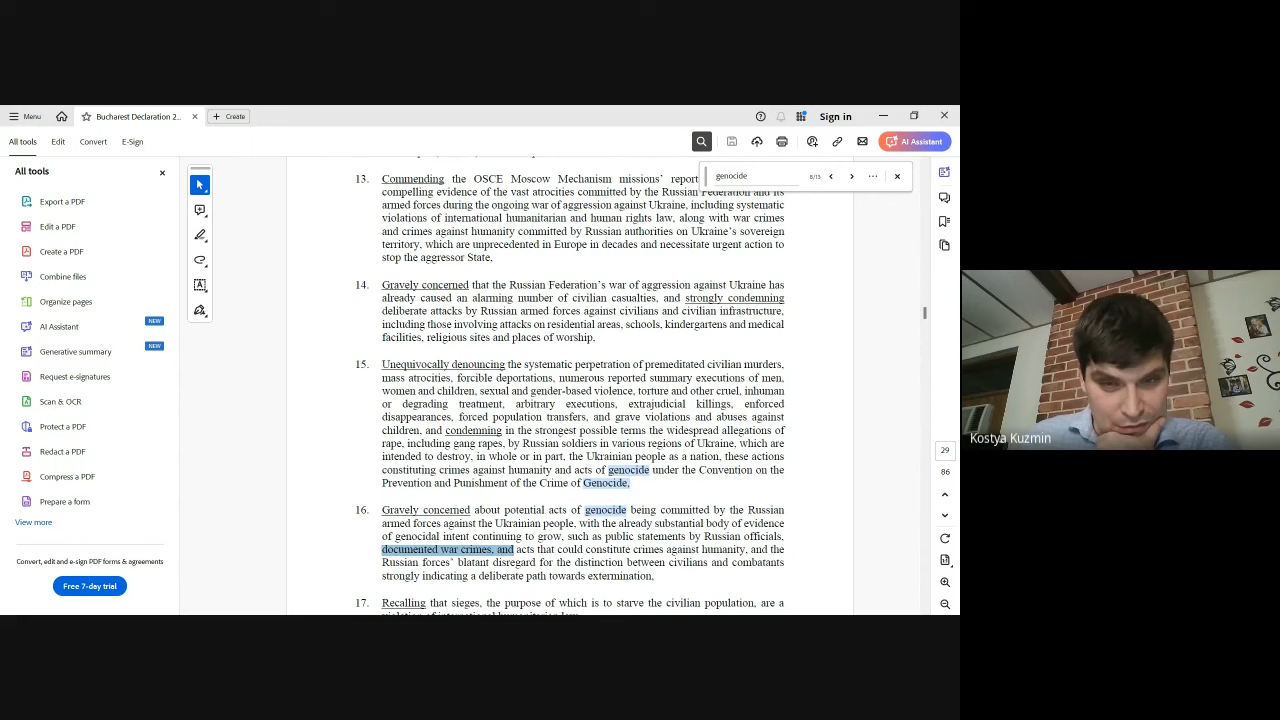 Menu
Bucharest Declaration 2...
Create
Sign in
All tools
Edit
Convert
E-Sign
AI Assistant
All tools
Export a PDF
Edit a PDF
Create a PDF
Combine files
Organize pages
AI Assistant
NEW
Generative summary
NEW
Request e-signatures
Scan & OCR
Protect a PDF
Redact a PDF
Compress a PDF
Prepare a form
View more
Convert, edit and e-sign PDF forms & agreements
Free 7-day trial
genocide
8/13
13. Commending the OSCE Moscow Mechanism missions' report
compelling evidence of the vast atrocities committed by the Russian Federation and its
armed forces during the ongoing war of aggression against Ukraine, including systematic
violations of international humanitarian and human rights law, along with war crimes
and crimes against humanity committed by Russian authorities on Ukraine's sovereign
territory, which are unprecedented in Europe in decades and necessitate urgent action to
stop the aggressor State,
14. Gravely concerned that the Russian Federation's war of aggression against Ukraine has
already caused an alarming number of civilian casualties, and strongly condemning
deliberate attacks by Russian armed forces against civilians and civilian infrastructure,
including those involving attacks on residential areas, schools, kindergartens and medical
facilities, religious sites and places of worship,
15. Unequivocally denouncing the systematic perpetration of premeditated civilian murders,
mass atrocities, forcible deportations, numerous reported summary executions of men,
women and children, sexual and gender-based violence, torture and other cruel, inhuman
or degrading treatment, arbitrary executions, extrajudicial killings, enforced
disappearances, forced population transfers, and grave violations and abuses against
children, and condemning in the strongest possible terms the widespread allegations of
rape, including gang rapes, by Russian soldiers in various regions of Ukraine, which are
intended to destroy, in whole or in part, the Ukrainian people as a nation, these actions
constituting crimes against humanity and acts of genocide under the Convention on the
Prevention and Punishment of the Crime of Genocide,
16. Gravely concerned about potential acts of genocide being committed by the Russian
armed forces against the Ukrainian people, with the already substantial body of evidence
of genocidal intent continuing to grow, such as public statements by Russian officials,
documented war crimes, and acts that could constitute crimes against humanity, and the
Russian forces' blatant disregard for the distinction between civilians and combatants
strongly indicating a deliberate path towards extermination,
17. Recalling that sieges, the purpose of which is to starve the civilian population, are a
29
86
Kostya Kuzmin